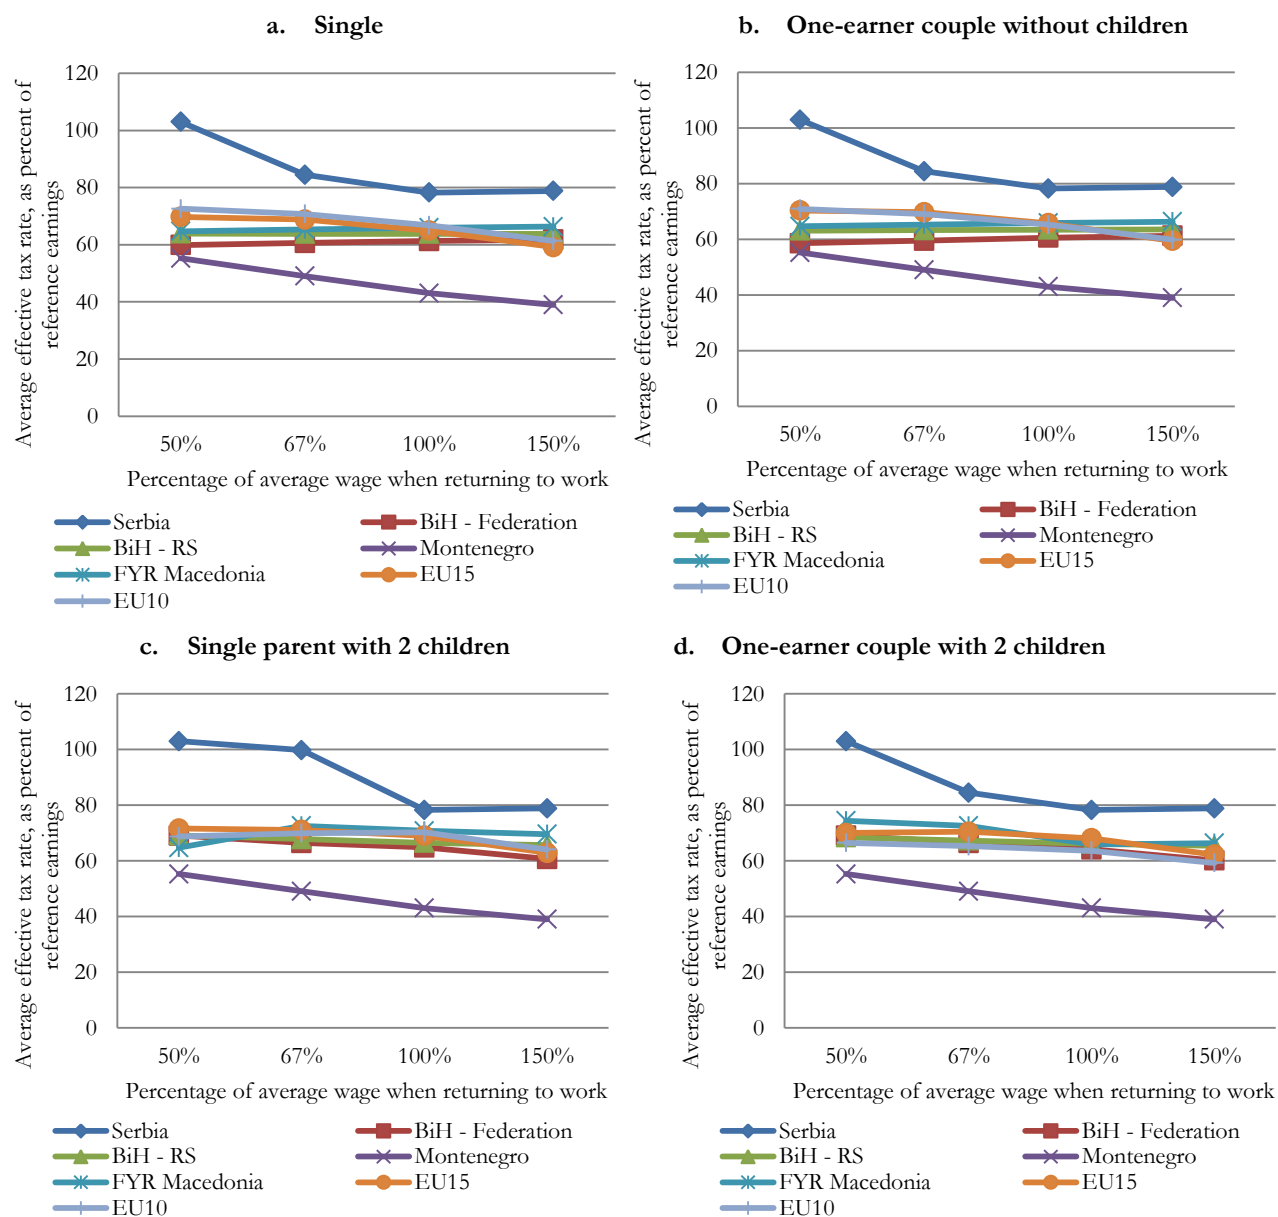 a. Single
Average effective tax rate, as percent of
reference earnings
120
100
80
60
40
20
0
50% 67% 100% 150%
Percentage of average wage when returning to work
Serbia BiH - Federation
BiH - RS Montenegro
FYR Macedonia EU15
EU10
b. One-earner couple without children
Average effective tax rate, as percent of
reference earnings
120
100
80
60
40
20
0
50% 67% 100% 150%
Percentage of average wage when returning to work
Serbia BiH - Federation
BiH - RS Montenegro
FYR Macedonia EU15
EU10
c. Single parent with 2 children
Average effective tax rate, as percent of
reference earnings
120
100
80
60
40
20
0
50% 67% 100% 150%
Percentage of average wage when returning to work
Serbia BiH - Federation
BiH - RS Montenegro
FYR Macedonia EU15
EU10
d. One-earner couple with 2 children
Average effective tax rate, as percent of
reference earnings
120
100
80
60
40
20
0
50% 67% 100% 150%
Percentage of average wage when returning to work
Serbia BiH - Federation
BiH - RS Montenegro
FYR Macedonia EU15
EU10